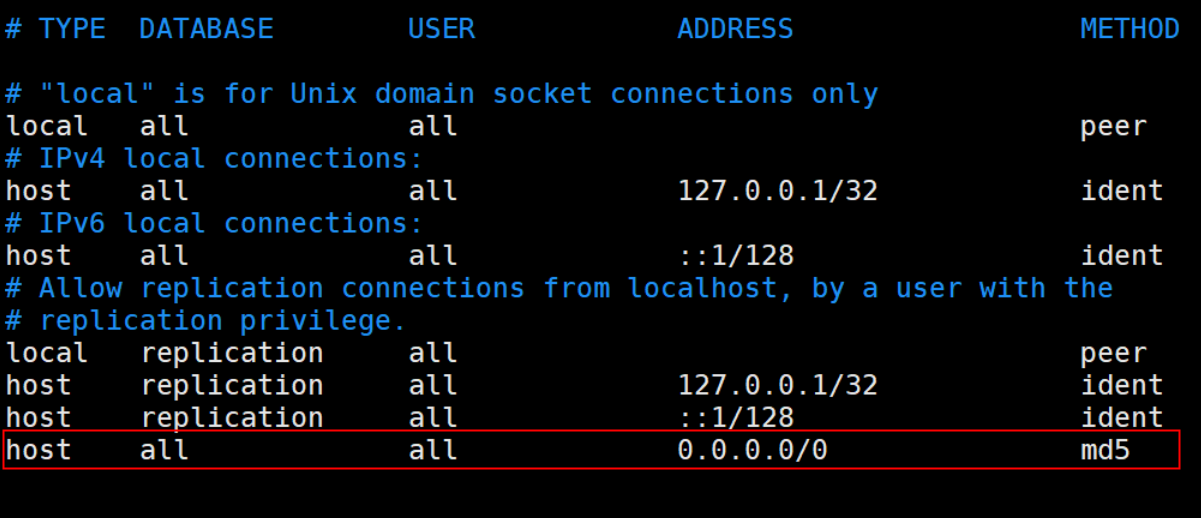 # TYPE  DATABASE        USER            ADDRESS                 METHOD
# "local" is for Unix domain socket connections only
local   all             all                                     peer
# IPv4 local connections:
host    all             all             127.0.0.1/32            ident
# IPv6 local connections:
host    all             all             ::1/128                 ident
# Allow replication connections from localhost, by a user with the
# replication privilege.
local   replication     all                                     peer
host    replication     all             127.0.0.1/32            ident
host    replication     all             ::1/128                 ident
host    all             all             0.0.0.0/0               md5